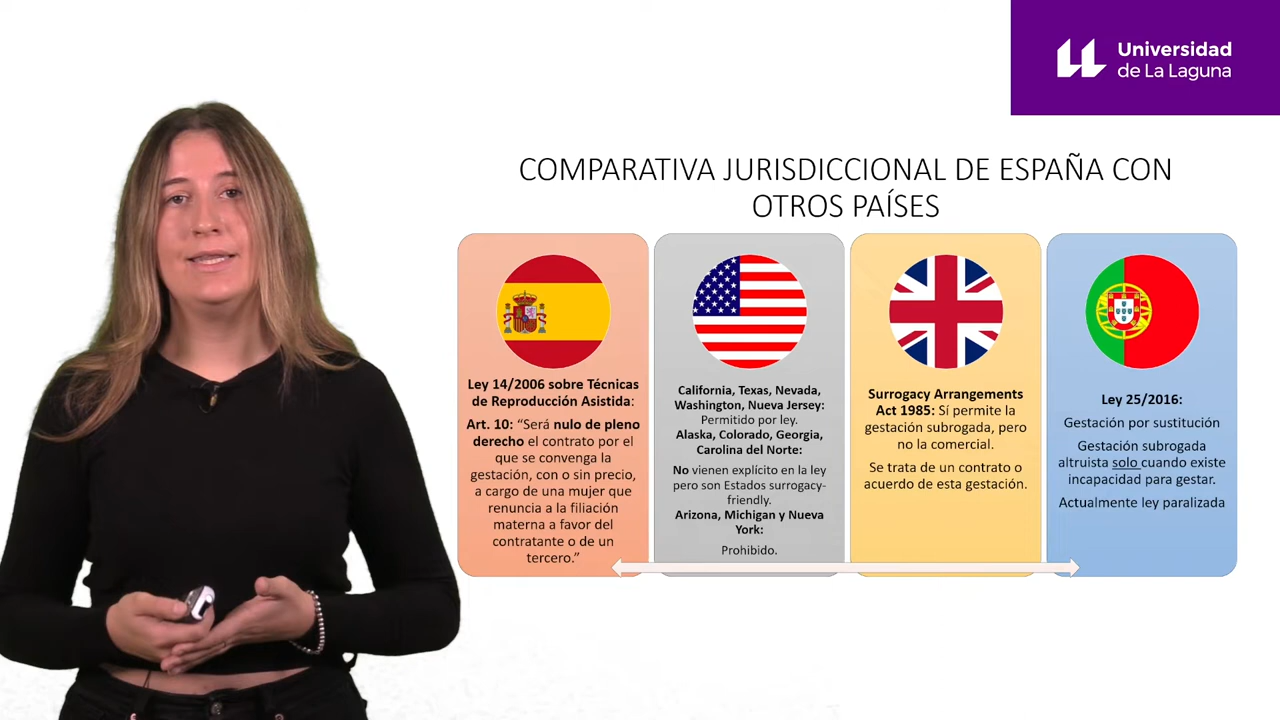 Universidad
de La Laguna
COMPARATIVA JURISDICCIONAL DE ESPAÑA CON
OTROS PAÍSES
Ley 14/2006 sobre Técnicas
de Reproducción Asistida:
Art. 10: “Será nulo de pleno
derecho el contrato por el
que se convenga la
gestación, con o sin precio,
a cargo de una mujer que
renuncia a la filiación
materna a favor del
contratante o de un
tercero.”
California, Texas, Nevada,
Washington, Nueva Jersey:
Permitido por ley.
Alaska, Colorado, Georgia,
Carolina del Norte:
No vienen explícito en la ley
pero son Estados surrogacy-
friendly.
Arizona, Michigan y Nueva
York:
Prohibido.
Surrogacy Arrangements
Act 1985: Sí permite la
gestación subrogada, pero
no la comercial.
Se trata de un contrato o
acuerdo de esta gestación.
Ley 25/2016:
Gestación por sustitución
Gestación subrogada
altruista solo cuando existe
incapacidad para gestar.
Actualmente ley paralizada